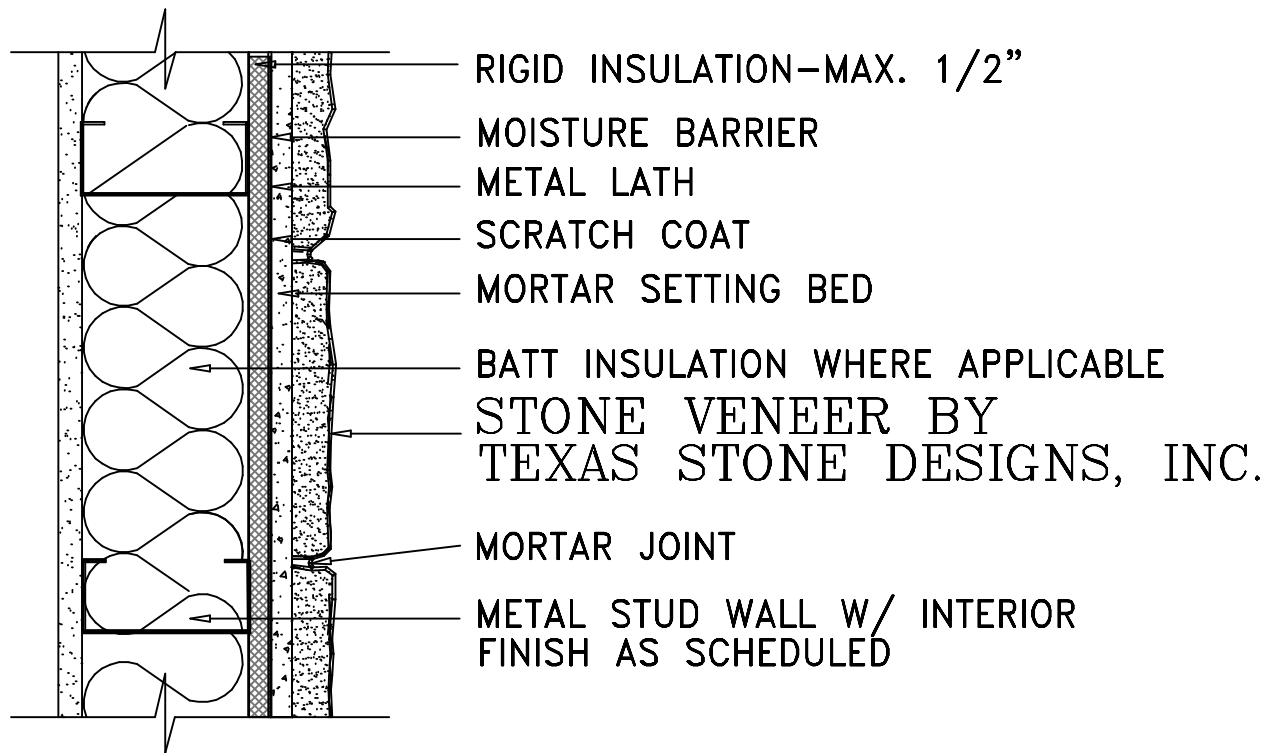 RIGID INSULATION-MAX. 1/2"
MOISTURE BARRIER
METAL LATH
SCRATCH COAT
MORTAR SETTING BED
BATT INSULATION WHERE APPLICABLE
STONE VENEER BY
TEXAS STONE DESIGNS, INC.
MORTAR JOINT
METAL STUD WALL W/ INTERIOR
FINISH AS SCHEDULED